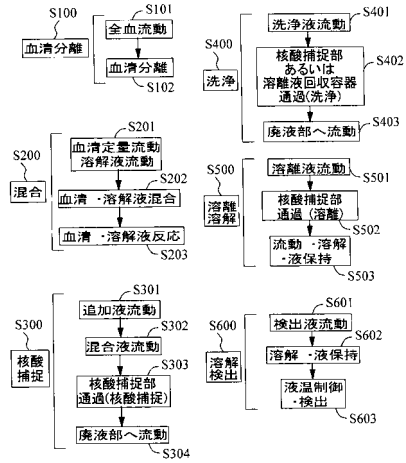 S100
血清分離
S101
全血流動
血清分離
S102
S200
混合
S201
血清定量流動
溶解液流動
S202
血清・溶解液混合
血清・溶解液反応
S203
S300
核酸
捕捉
S301
追加液流動
S302
混合液流動
S303
核酸捕捉部
通過(核酸捕捉)
廃液部へ流動
S304
S400
洗浄
S401
洗浄液流動
S402
核酸捕捉部
あるいは
溶離液回収容器
通過(洗浄)
S403
廃液部へ流動
S500
溶離
溶解
溶離液流動
S501
核酸捕捉部
通過(溶離)
S502
流動・溶解
・液保持
S503
S600
溶解
検出
S601
検出液流動
S602
溶解・液保持
液温制御
・検出
S603